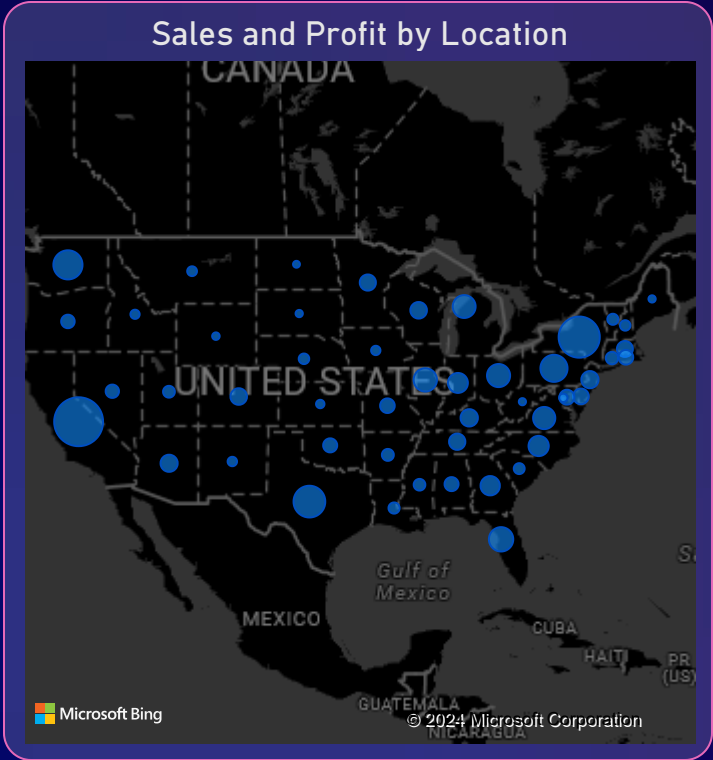 Sales and Profit by Location
CANADA
UNITED STATES
Gulf of
Mexico
MEXICO
CUBA
HAITI
PR
(US)
GUATEMALA
NICARAGUA
Microsoft Bing
© 2024 Microsoft Corporation